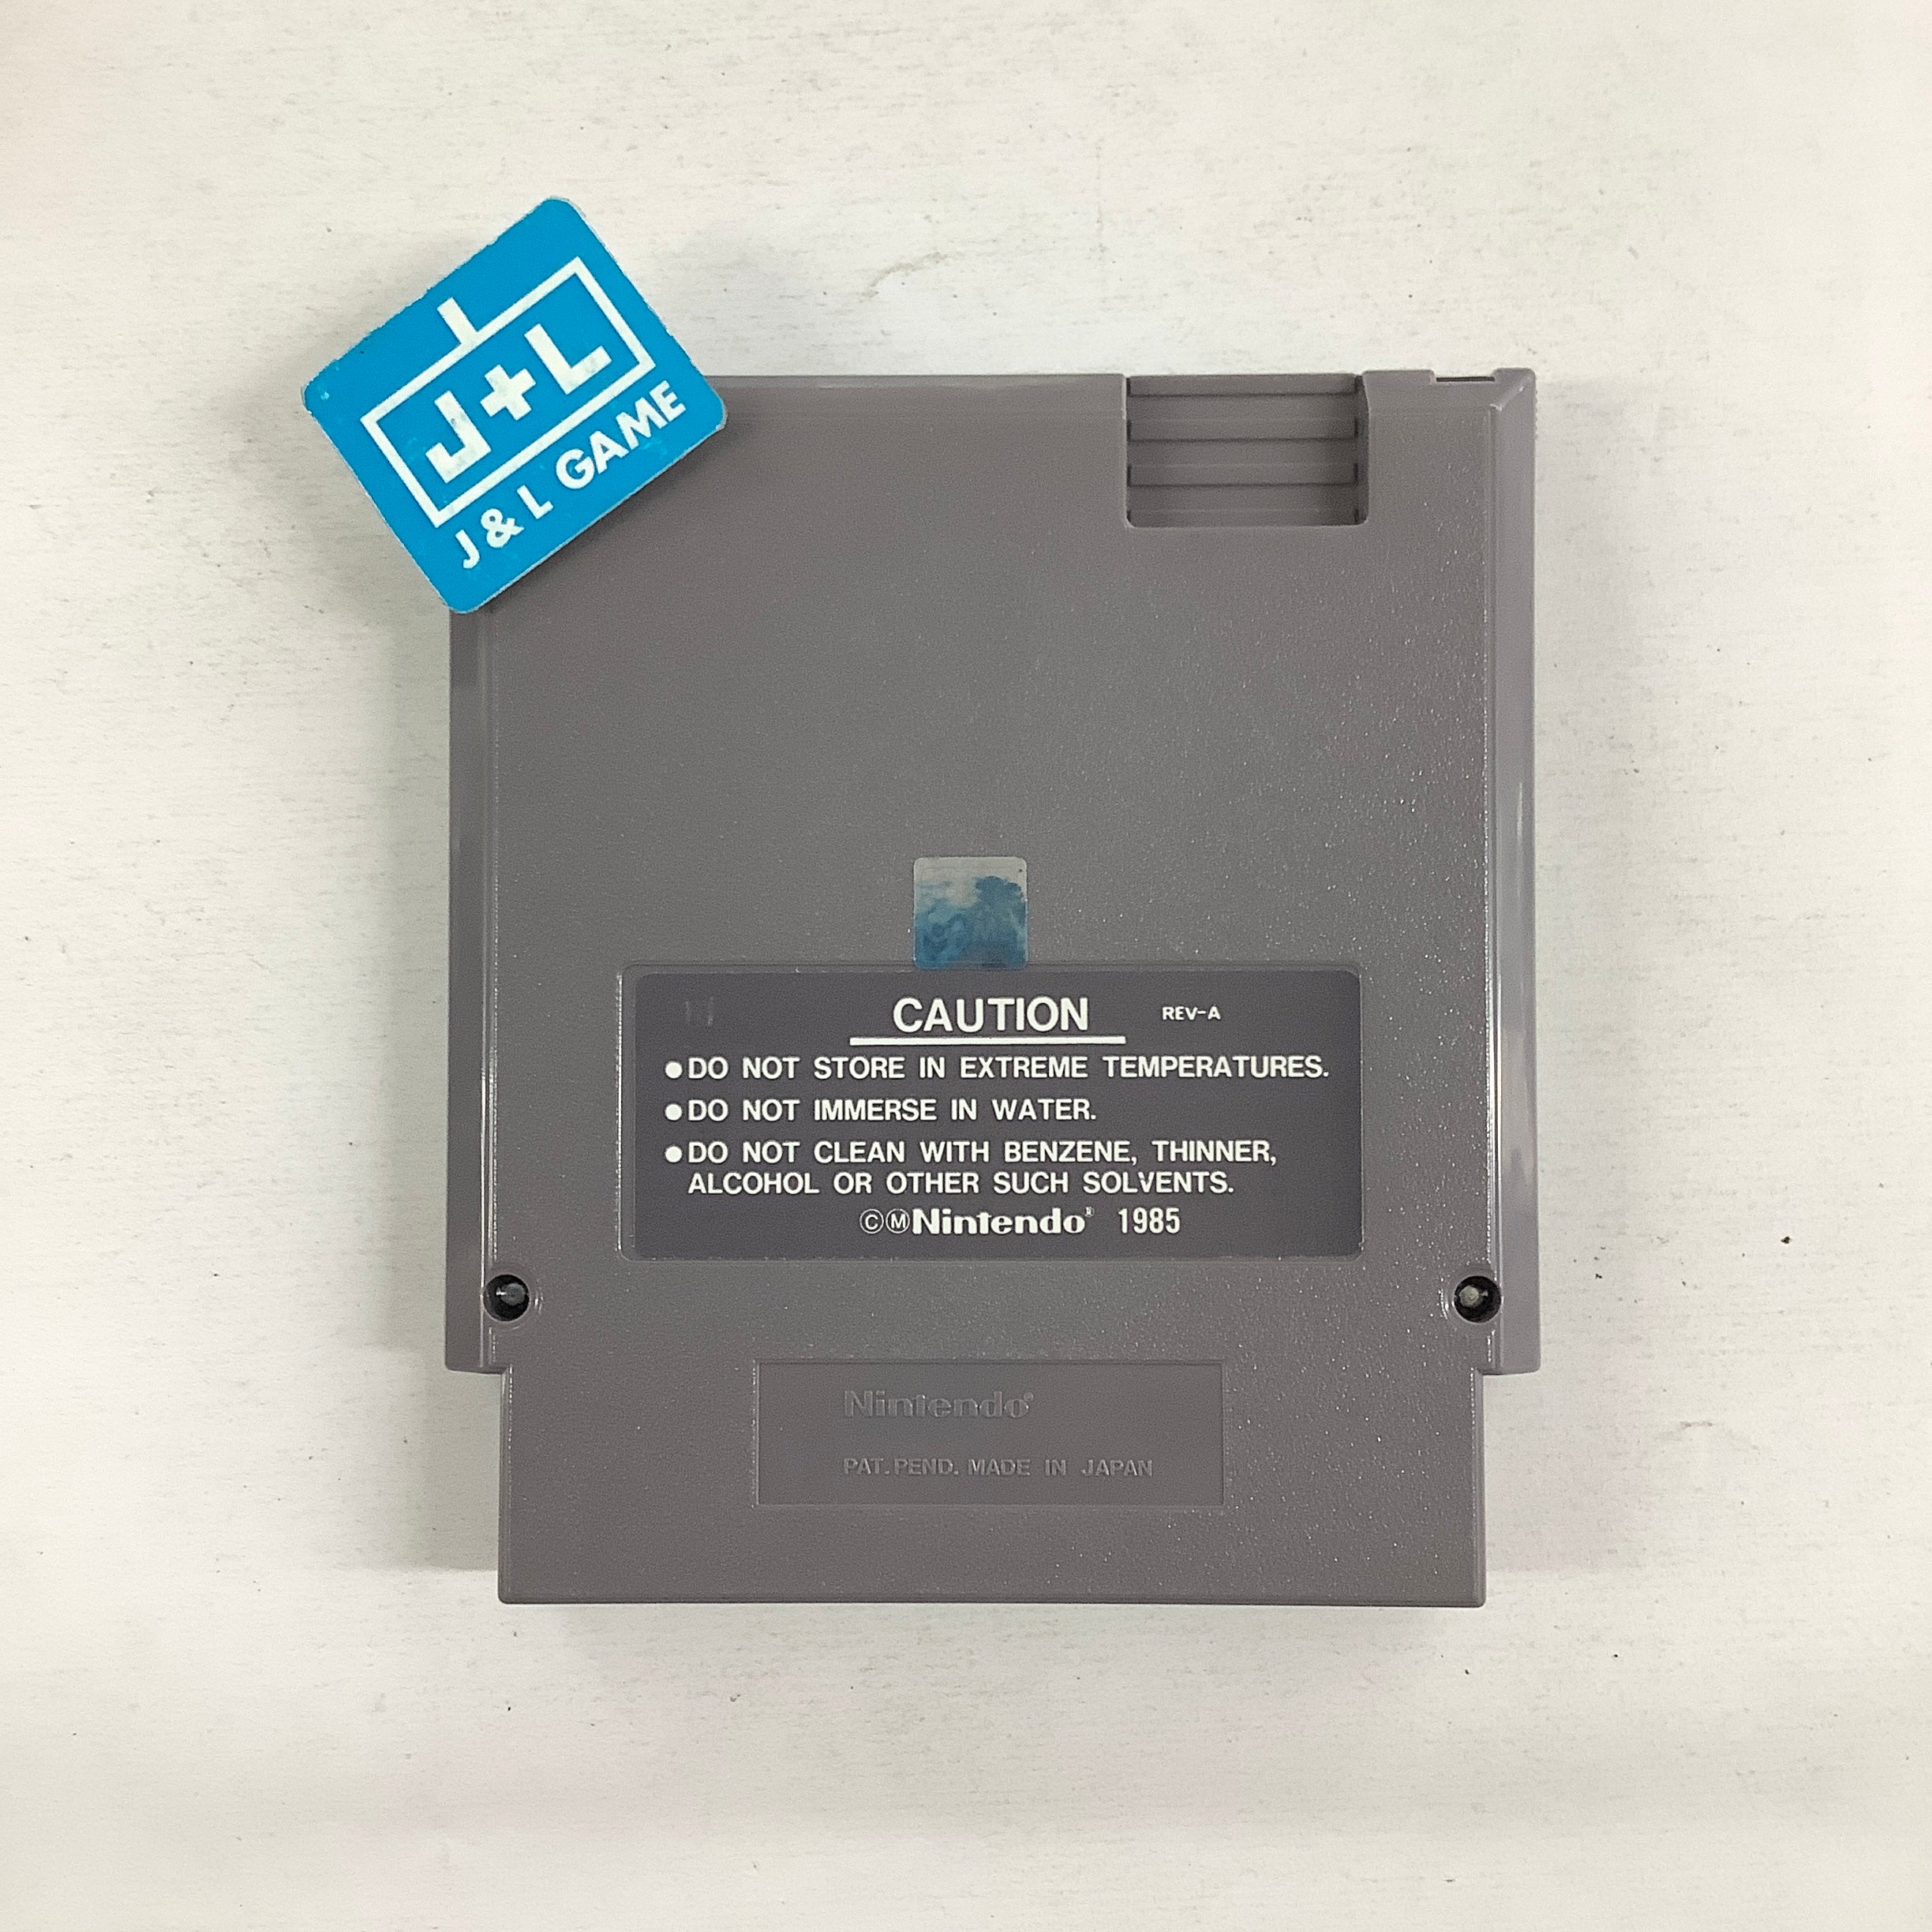 J+L
J & L GAME
CAUTION REV-A
●DO NOT STORE IN EXTREME TEMPERATURES.
●DO NOT IMMERSE IN WATER.
●DO NOT CLEAN WITH BENZENE, THINNER,
ALCOHOL OR OTHER SUCH SOLVENTS.
©ⓂNintendo® 1985
Nintendo®
PAT. PEND. MADE IN JAPAN